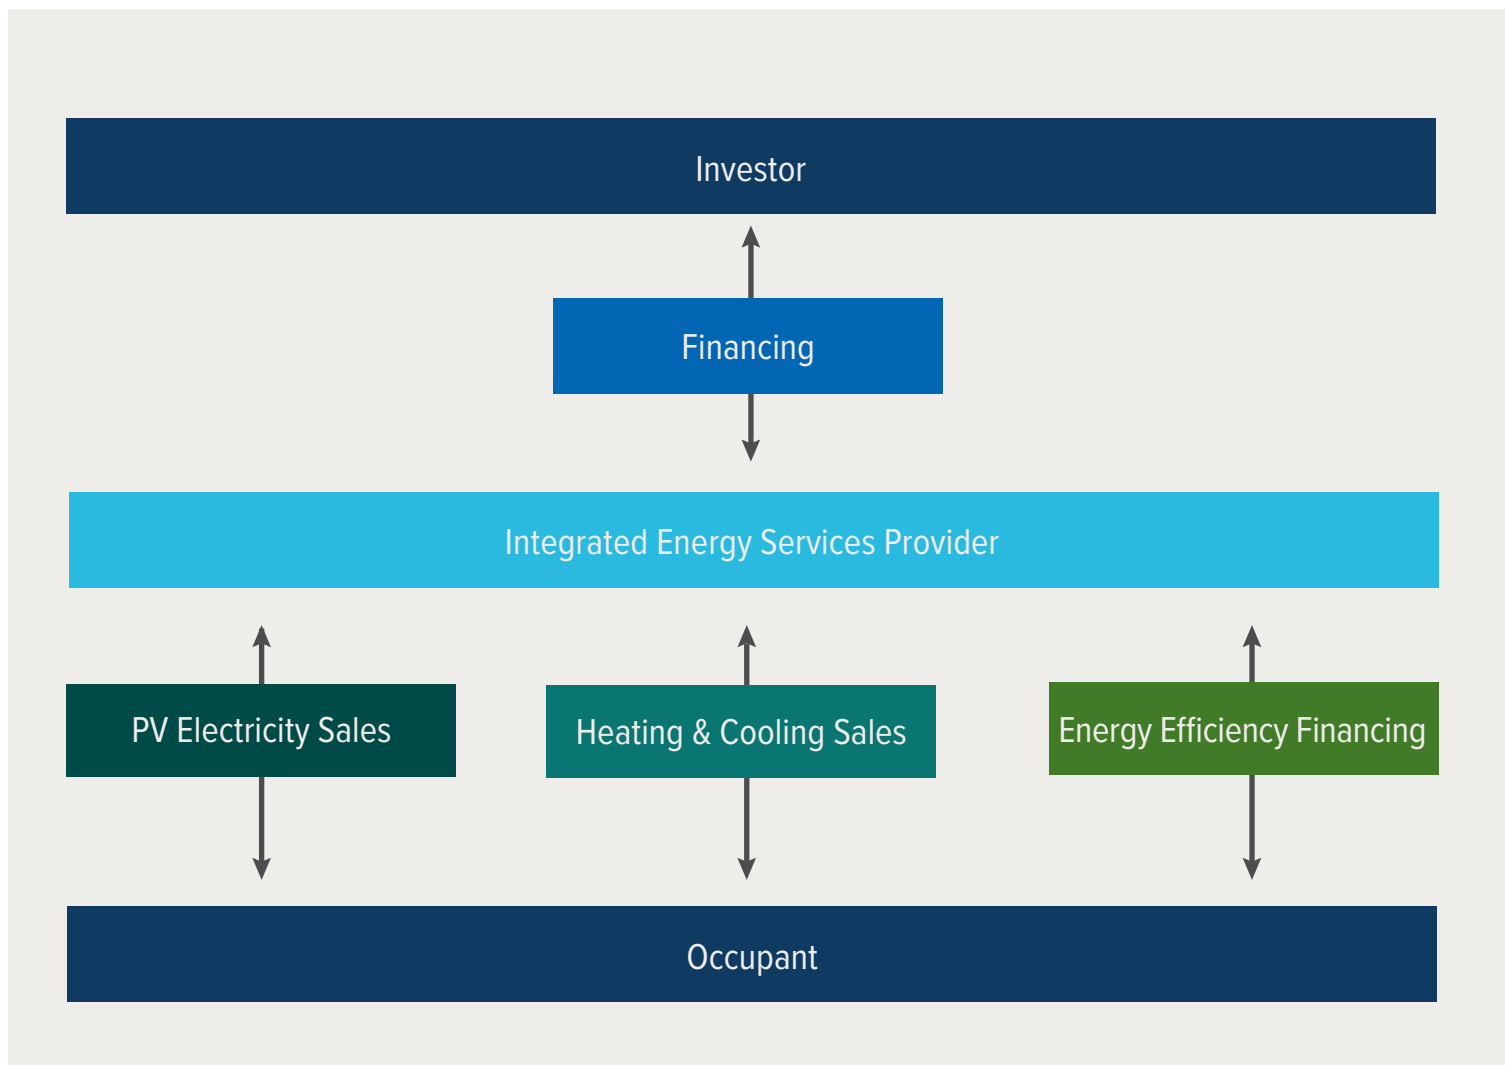 Investor
Financing
Integrated Energy Services Provider
PV Electricity Sales
Heating & Cooling Sales
Energy Efficiency Financing
Occupant